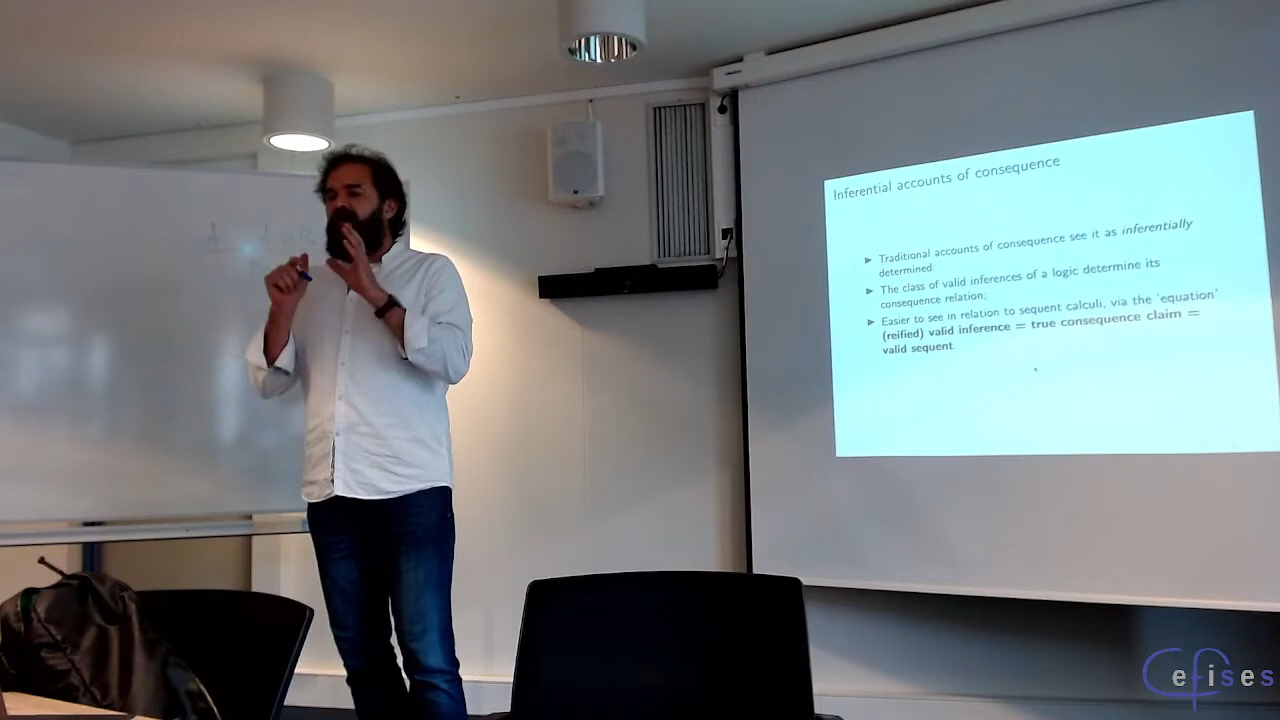 Inferential accounts of consequence
Traditional accounts of consequence see it as inferentially
determined
The class of valid inferences of a logic determine its
consequence relation;
Easier to see in relation to sequent calculi, via the 'equation'
(reified) valid inference = true consequence claim =
valid sequent
Cefises